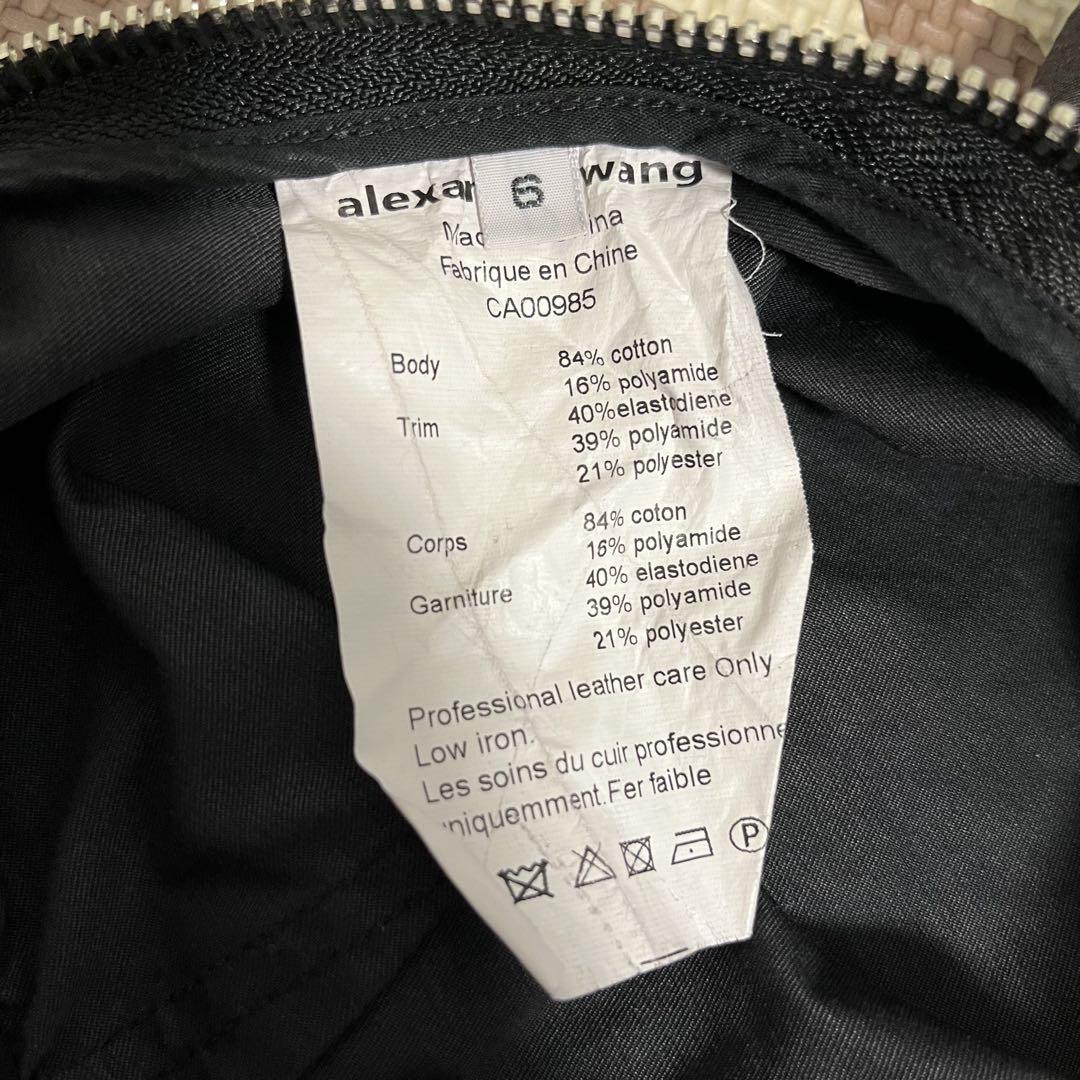 alexan wang
6
Mad ina
Fabrique en Chine
CA00985
Body 84% cotton
16% polyamide
Trim 40%elastodiene
39% polyamide
21% polyester
Corps 84% coton
16% polyamide
Garniture 40% elastodiene
39% polyamide
21% polyester
Professional leather care Only
Low iron.
Les soins du cuir professionne
uniquemment.Fer faible
P